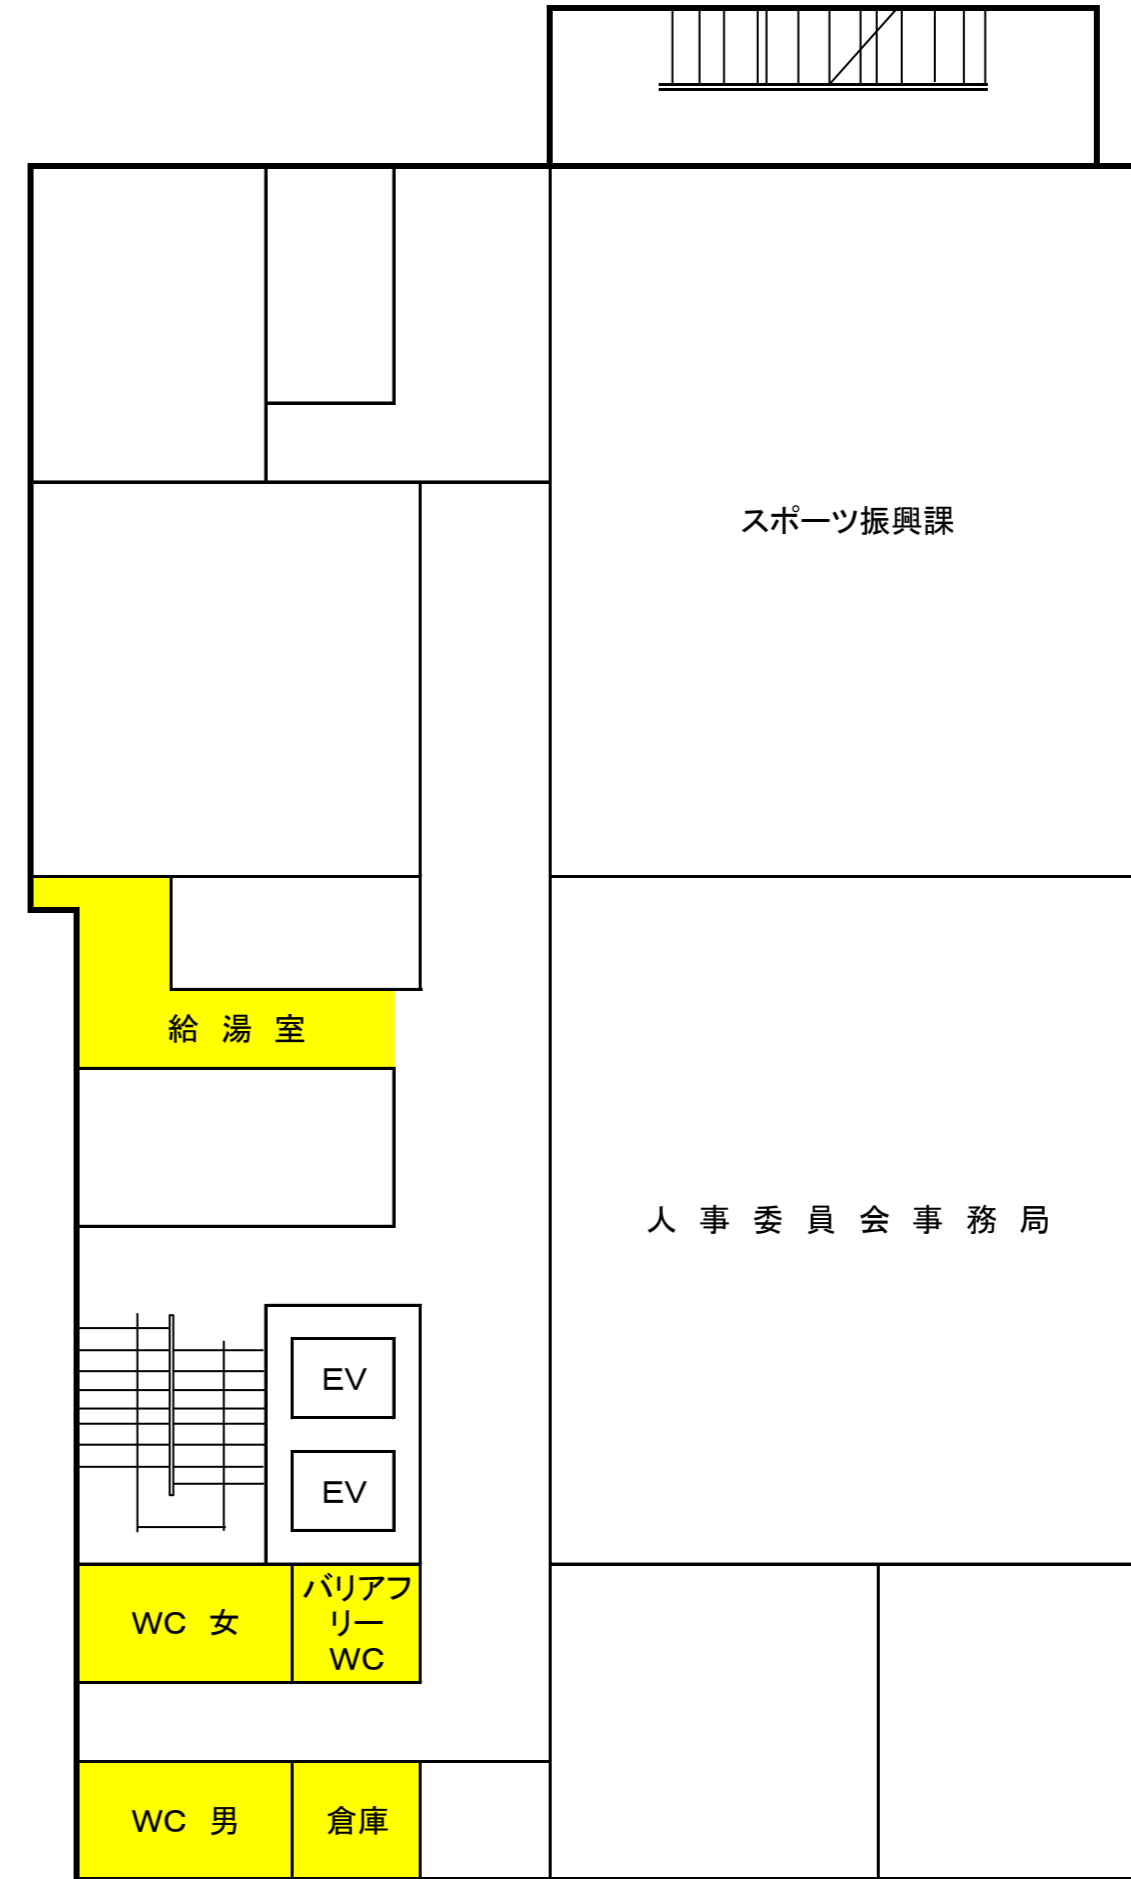 スポーツ振興課
給 湯 室
人 事 委 員 会 事 務 局
EV
EV
WC 女
バリアフ
リー
WC
WC 男
倉庫